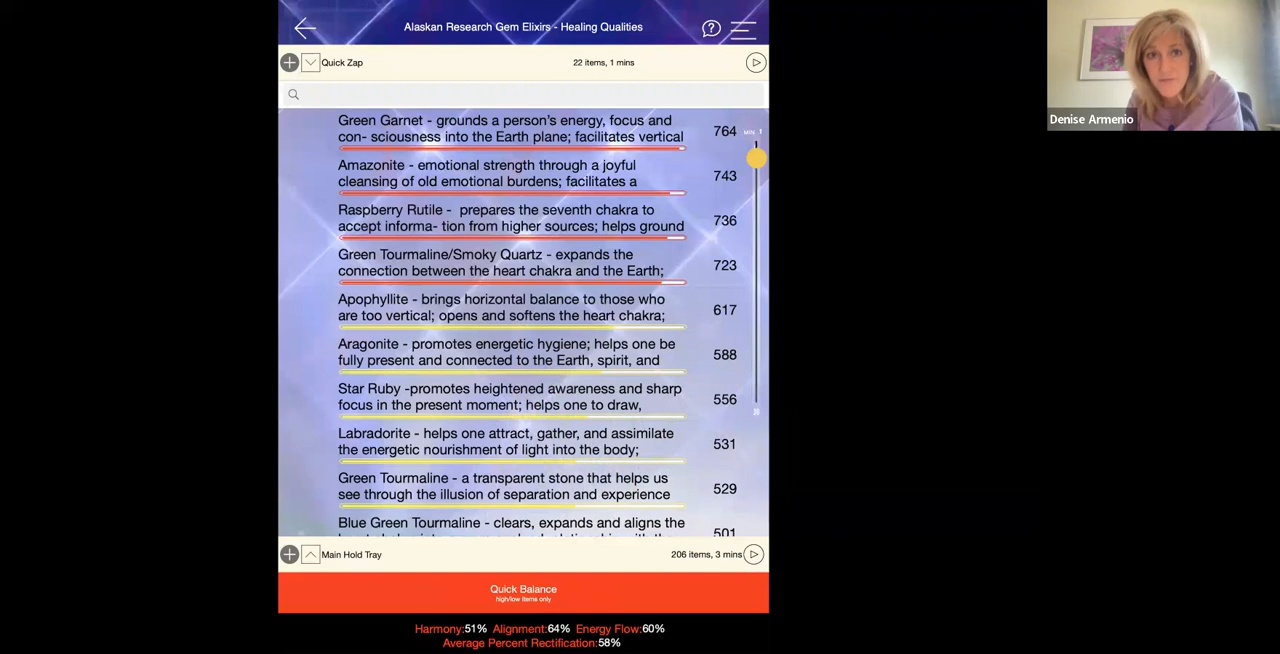 Alaskan Research Gem Elixirs - Healing Qualities
?
Quick Zap
22 items, 1 mins
Green Garnet - grounds a person's energy, focus and
con- sciousness into the Earth plane; facilitates vertical
764
MIN. 1
Amazonite - emotional strength through a joyful
cleansing of old emotional burdens; facilitates a
743
Raspberry Rutile - prepares the seventh chakra to
accept informa- tion from higher sources; helps ground
736
Green Tourmaline/Smoky Quartz - expands the
connection between the heart chakra and the Earth;
723
Apophyllite - brings horizontal balance to those who
are too vertical; opens and softens the heart chakra;
617
Aragonite - promotes energetic hygiene; helps one be
fully present and connected to the Earth, spirit, and
588
Star Ruby -promotes heightened awareness and sharp
focus in the present moment; helps one to draw,
556
Labradorite - helps one attract, gather, and assimilate
the energetic nourishment of light into the body;
531
Green Tourmaline - a transparent stone that helps us
see through the illusion of separation and experience
529
Blue Green Tourmaline - clears, expands and aligns the
501
Main Hold Tray
206 items, 3 mins
Quick Balance
high/low items only
Harmony:51% Alignment:64% Energy Flow:60%
Average Percent Rectification:58%
Denise Armenio